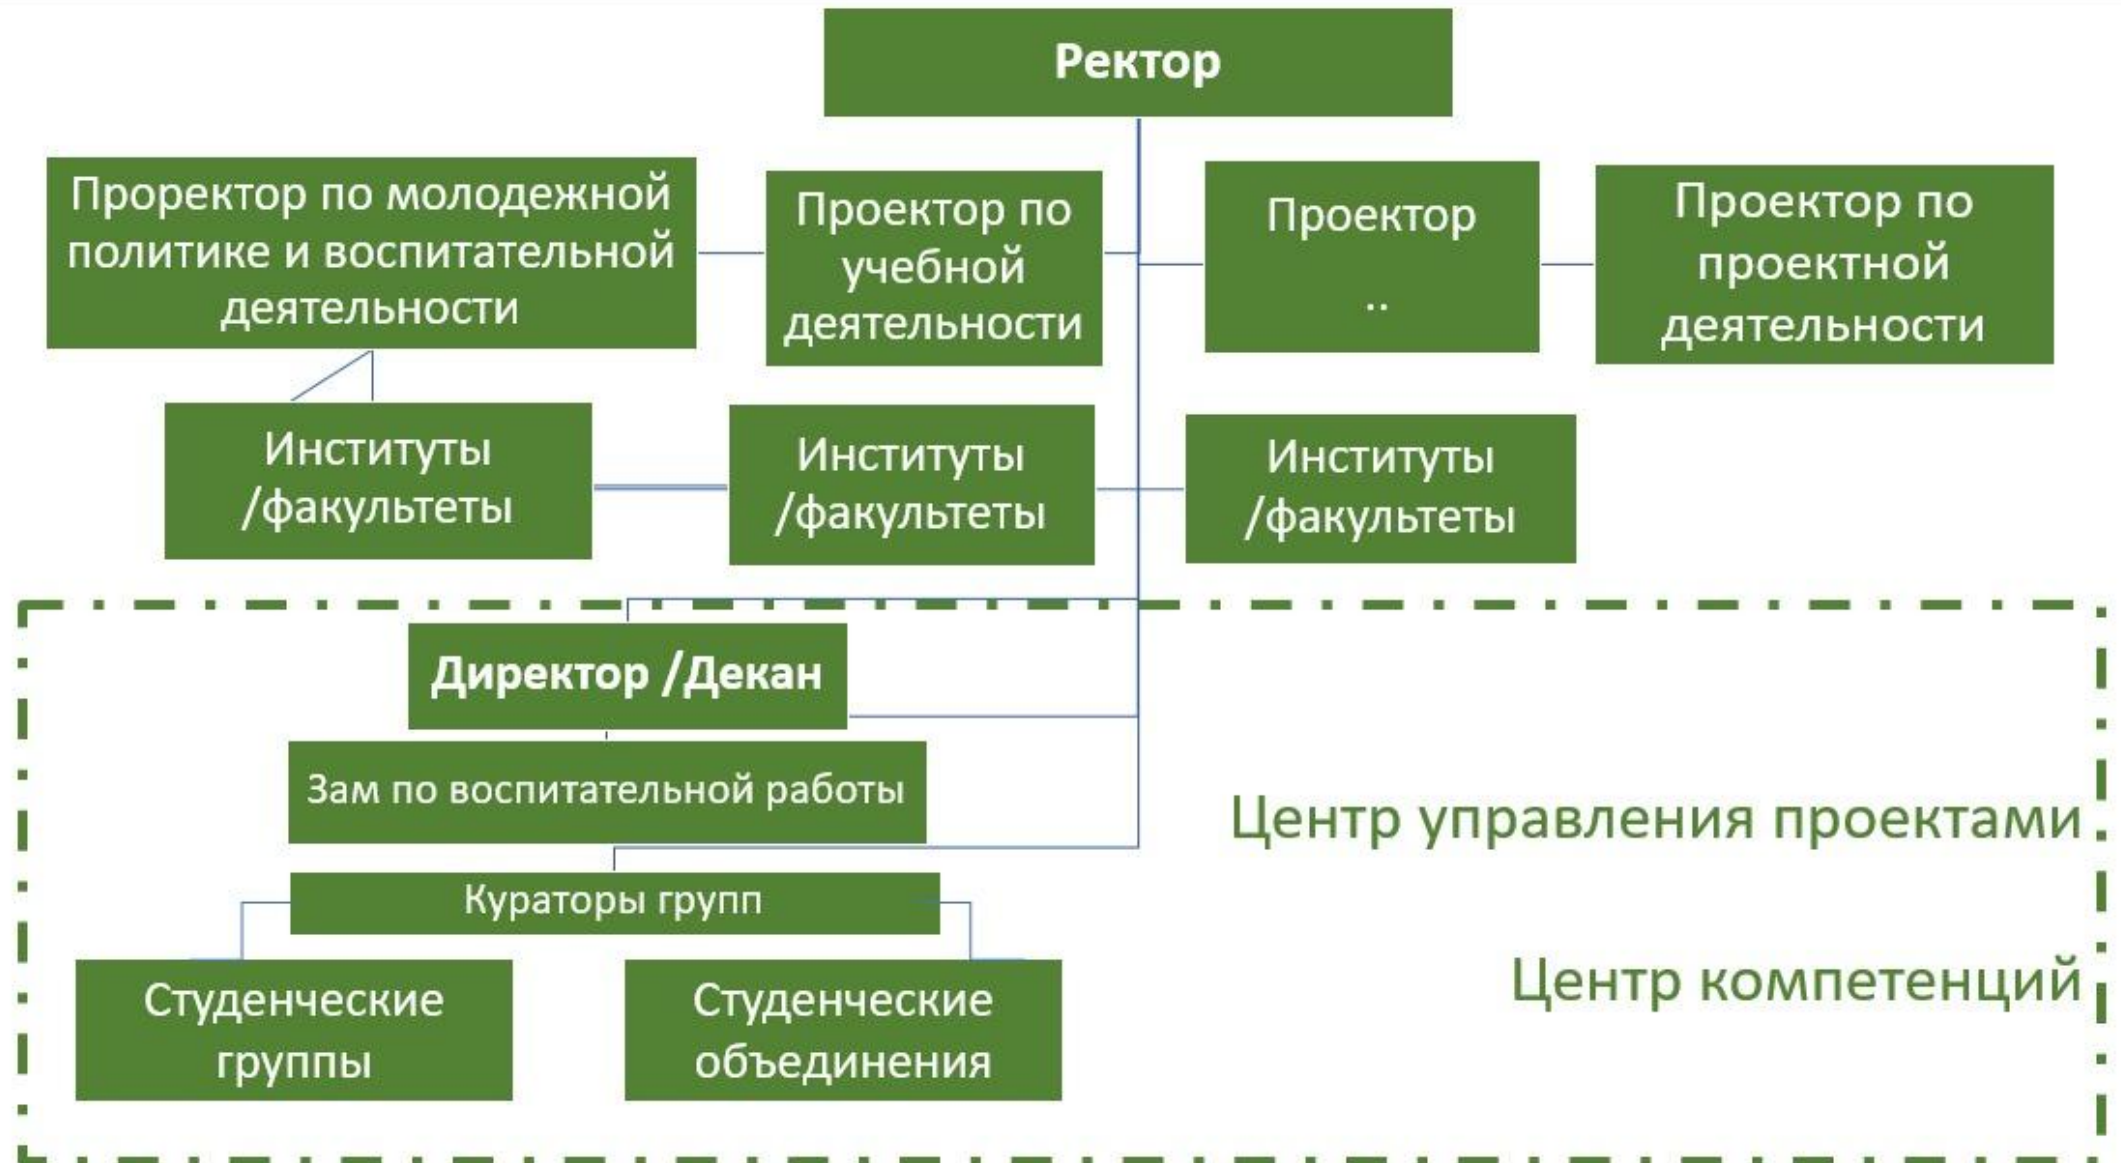 Ректор
Проректор по молодежной
политике и воспитательной
деятельности
Проектор по
учебной
деятельности
Проектор
..
Проектор по
проектной
деятельности
Институты
/факультеты
Институты
/факультеты
Институты
/факультеты
Директор /Декан
Зам по воспитательной работы
Центр управления проектами
Кураторы групп
Центр компетенций
Студенческие
группы
Студенческие
объединения